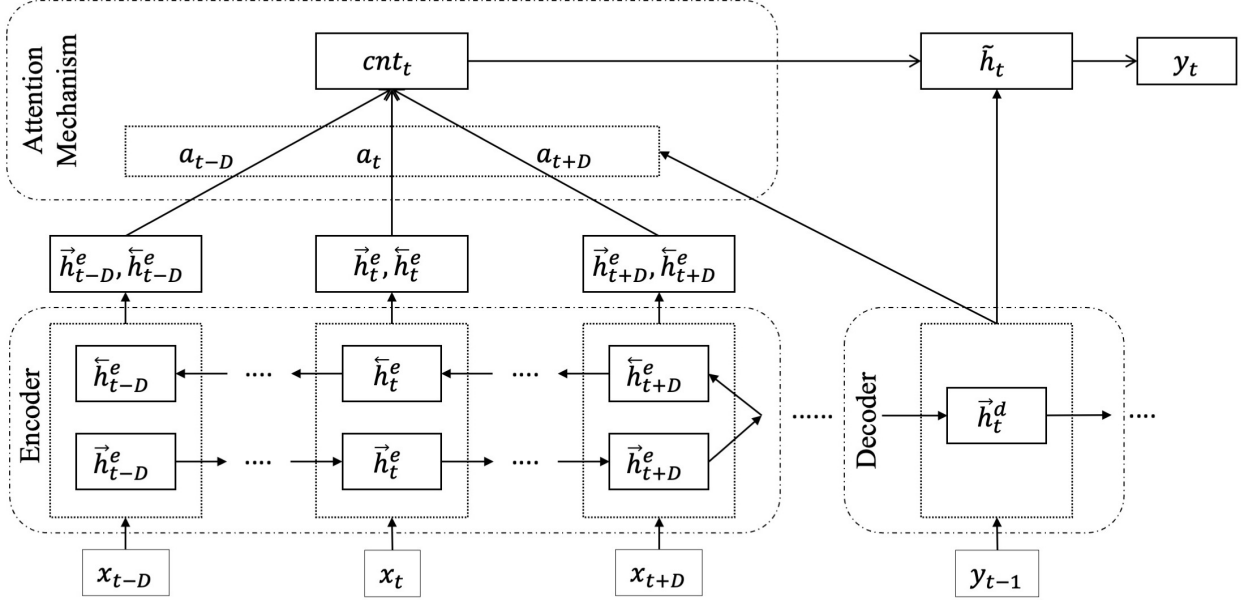 Attention
Mechanism
cnt_t
h̃_t
y_t
a_{t−D}
a_t
a_{t+D}
h⃗^e_{t−D}, h⃖^e_{t−D}
h⃗^e_t, h⃖^e_t
h⃗^e_{t+D}, h⃖^e_{t+D}
Encoder
h⃖^e_{t−D}
....
h⃖^e_t
....
h⃖^e_{t+D}
h⃗^e_{t−D}
....
h⃗^e_t
....
h⃗^e_{t+D}
......
Decoder
h⃗^d_t
....
x_{t−D}
x_t
x_{t+D}
y_{t−1}